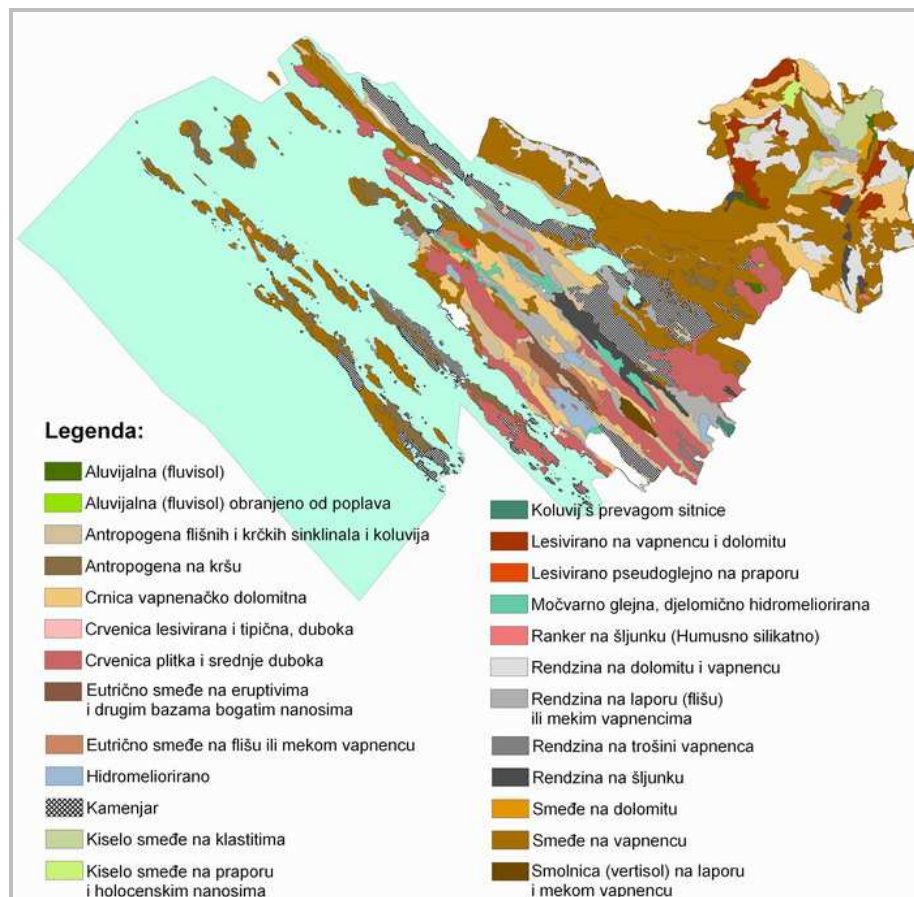 Legenda:
Aluvijalna (fluvisol)
Aluvijalna (fluvisol) obranjeno od poplava
Antropogena flišnih i krčkih sinklinala i koluvija
Antropogena na kršu
Crnica vapnenačko dolomitna
Crvenica lesivirana i tipična, duboka
Crvenica plitka i srednje duboka
Eutrično smeđe na eruptivima
i drugim bazama bogatim nanosima
Eutrično smeđe na flišu ili mekom vapnencu
Hidromeliorirano
Kamenjar
Kiselo smeđe na klastitima
Kiselo smeđe na praporu
i holocenskim nanosima
Koluvij s prevagom sitnice
Lesivirano na vapnencu i dolomitu
Lesivirano pseudoglejno na praporu
Močvarno glejna, djelomično hidromeliorirana
Ranker na šljunku (Humusno silikatno)
Rendzina na dolomitu i vapnencu
Rendzina na laporu (flišu)
ili mekim vapnencima
Rendzina na trošini vapnenca
Rendzina na šljunku
Smeđe na dolomitu
Smeđe na vapnencu
Smolnica (vertisol) na laporu
i mekom vapnencu